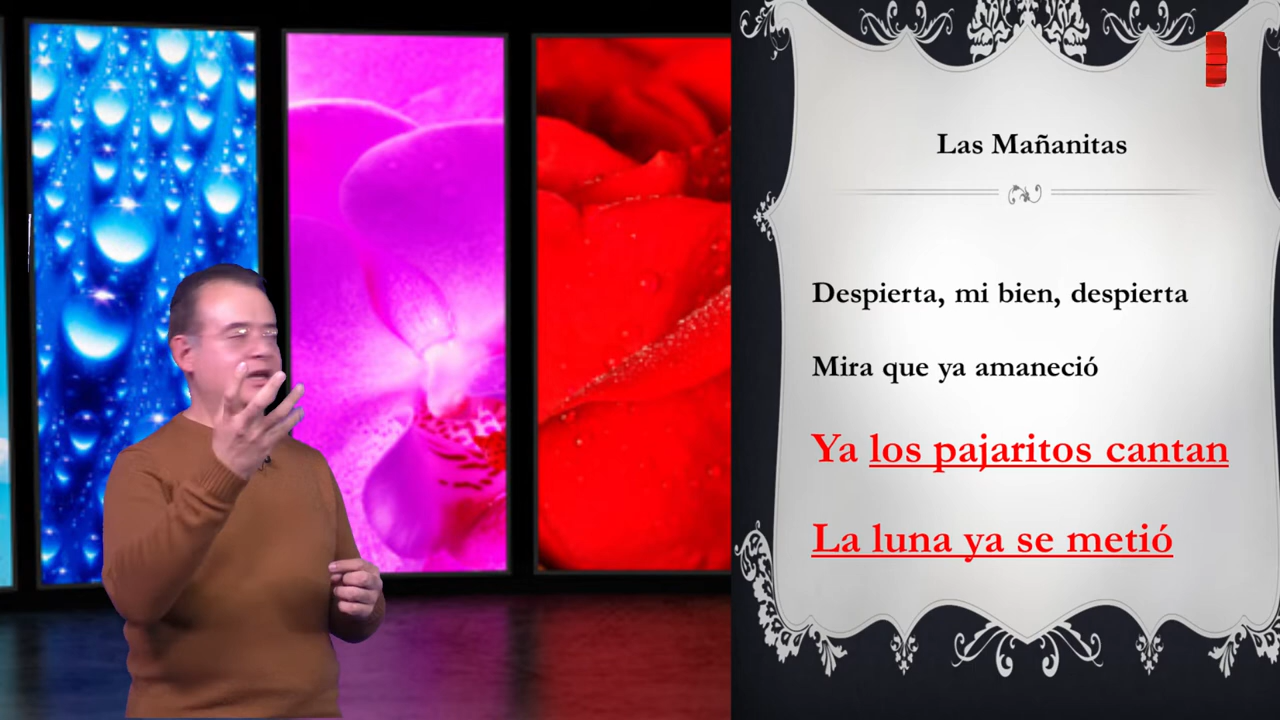 Las Mañanitas
Despierta, mi bien, despierta
Mira que ya amaneció
Ya los pajaritos cantan
La luna ya se metió